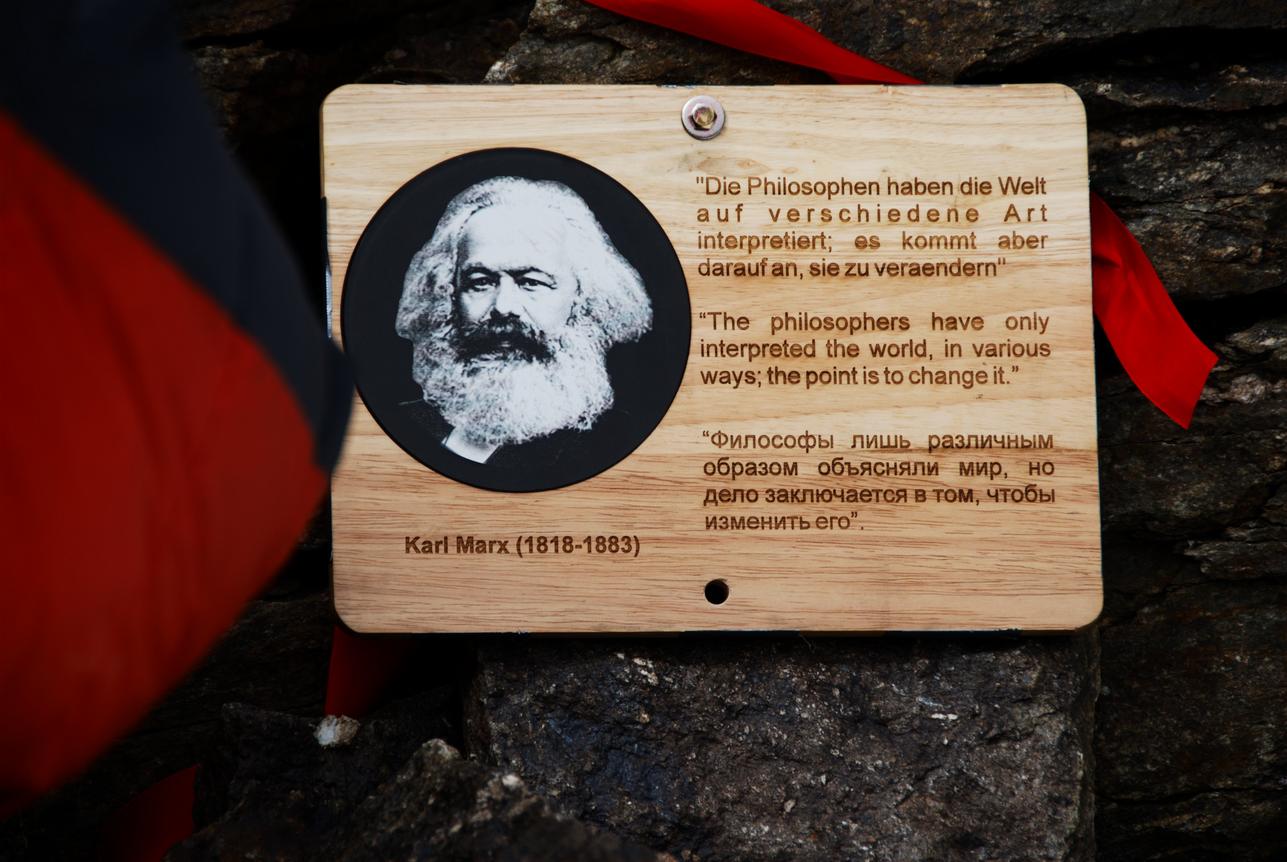 "Die Philosophen haben die Welt
auf verschiedene Art
interpretiert; es kommt aber
darauf an, sie zu veraendern"
“The philosophers have only
interpreted the world, in various
ways; the point is to change it.”
“Философы лишь различным
образом объясняли мир, но
дело заключается в том, чтобы
изменить его”.
Karl Marx (1818-1883)